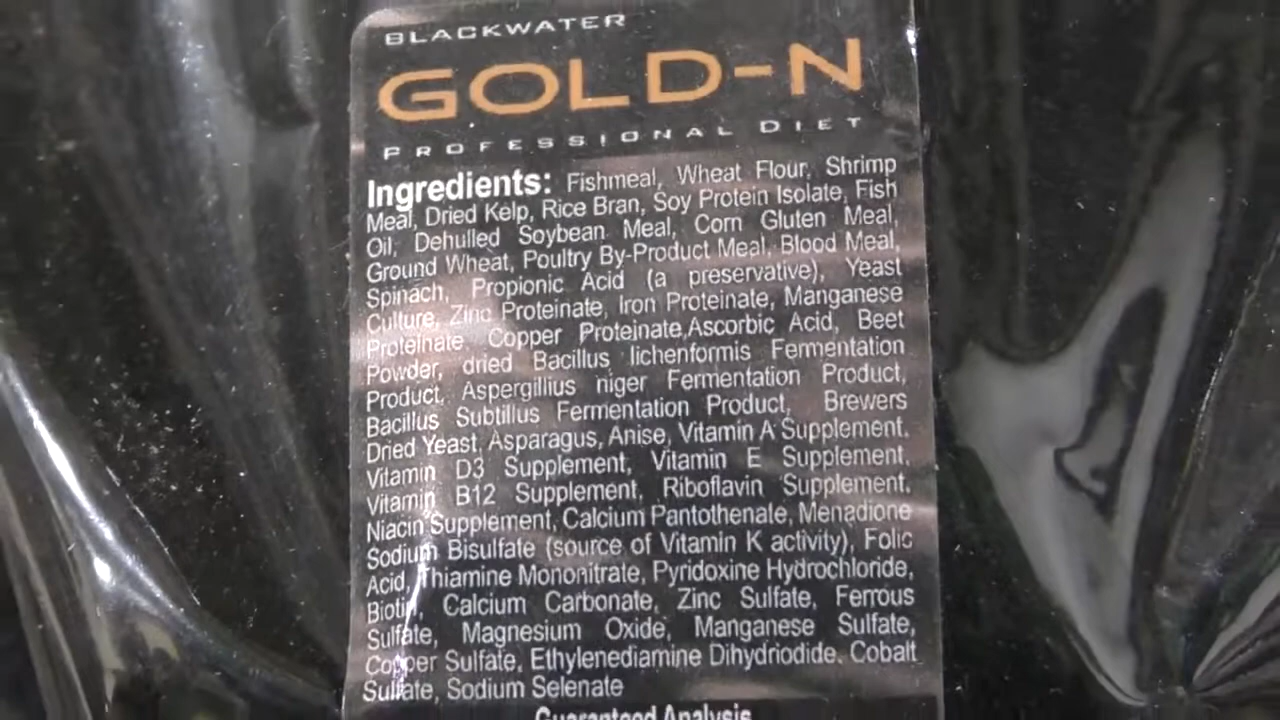 BLACKWATER
GOLD-N
PROFESSIONAL DIET
Ingredients: Fishmeal, Wheat Flour, Shrimp
Meal, Dried Kelp, Rice Bran, Soy Protein Isolate, Fish
Oil, Dehulled Soybean Meal, Corn Gluten Meal,
Ground Wheat, Poultry By-Product Meal, Blood Meal,
Spinach, Propionic Acid (a preservative), Yeast
Culture, Zinc Proteinate, Iron Proteinate, Manganese
Proteinate, Copper Proteinate,Ascorbic Acid, Beet
Powder, dried Bacillus lichenformis Fermentation
Product, Aspergillius niger Fermentation Product,
Bacillus Subtillus Fermentation Product, Brewers
Dried Yeast, Asparagus, Anise, Vitamin A Supplement,
Vitamin D3 Supplement, Vitamin E Supplement,
Vitamin B12 Supplement, Riboflavin Supplement,
Niacin Supplement, Calcium Pantothenate, Menadione
Sodium Bisulfate (source of Vitamin K activity), Folic
Acid, Thiamine Mononitrate, Pyridoxine Hydrochloride,
Biotin, Calcium Carbonate, Zinc Sulfate, Ferrous
Sulfate, Magnesium Oxide, Manganese Sulfate,
Copper Sulfate, Ethylenediamine Dihydriodide, Cobalt
Sulfate, Sodium Selenate
Guaranteed Analysis